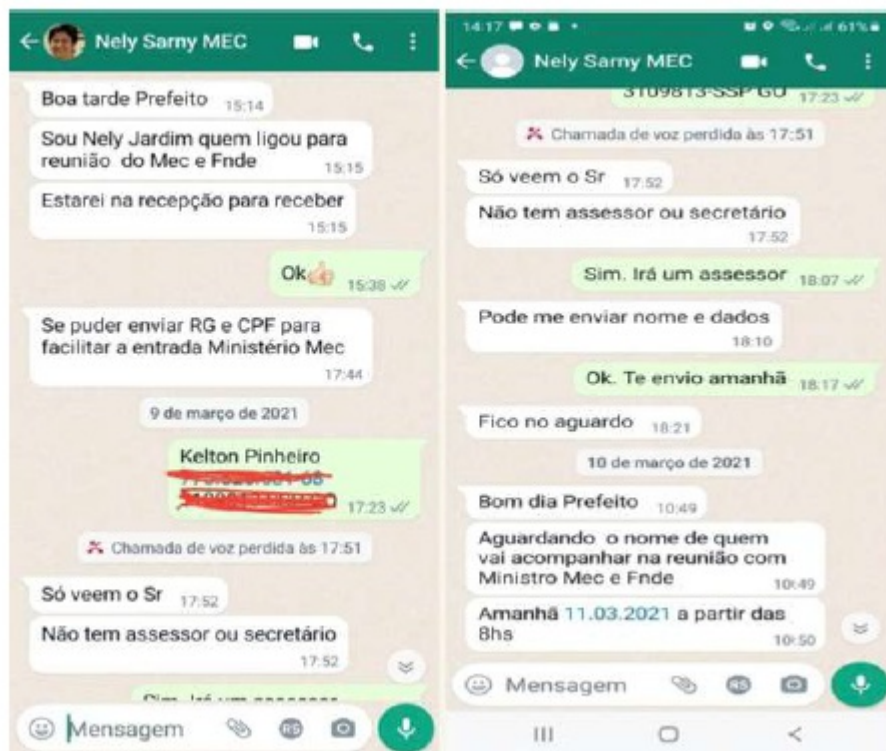 Nely Sarny MEC
Boa tarde Prefeito 15:14
Sou Nely Jardim quem ligou para
reunião do Mec e Fnde 15:15
Estarei na recepção para receber
15:15
Ok👍 15:38
Se puder enviar RG e CPF para
facilitar a entrada Ministério Mec
17:44
9 de março de 2021
Kelton Pinheiro
17:23
Chamada de voz perdida às 17:51
Só veem o Sr 17:52
Não tem assessor ou secretário
17:52
Sim. Irá um assessor
Mensagem
14:17 61%
Nely Sarny MEC
3109813-SSP GO 17:23
Chamada de voz perdida às 17:51
Só veem o Sr 17:52
Não tem assessor ou secretário
17:52
Sim. Irá um assessor 18:07
Pode me enviar nome e dados
18:10
Ok. Te envio amanhã 18:17
Fico no aguardo 18:21
10 de março de 2021
Bom dia Prefeito 10:49
Aguardando o nome de quem
vai acompanhar na reunião com
Ministro Mec e Fnde 10:49
Amanhã 11.03.2021 a partir das
8hs 10:50
Mensagem